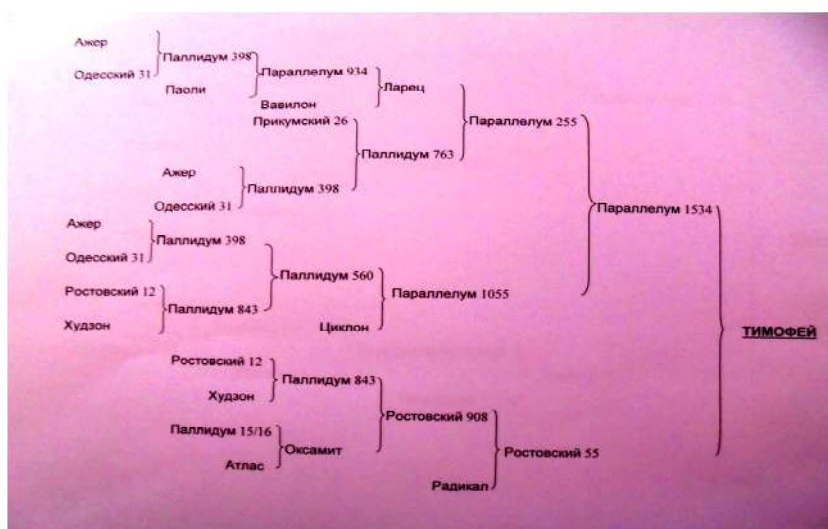 Ажер
Паллидум 398
Одесский 31
Параллелум 934
Паоли
Ларец
Вавилон
Прикумский 26
Параллелум 255
Паллидум 763
Ажер
Паллидум 398
Одесский 31
Параллелум 1534
Ажер
Паллидум 398
Одесский 31
Паллидум 560
Ростовский 12
Параллелум 1055
Паллидум 843
Худзон
Циклон
ТИМОФЕЙ
Ростовский 12
Паллидум 843
Худзон
Ростовский 908
Паллидум 15/16
Оксамит
Ростовский 55
Атлас
Радикал